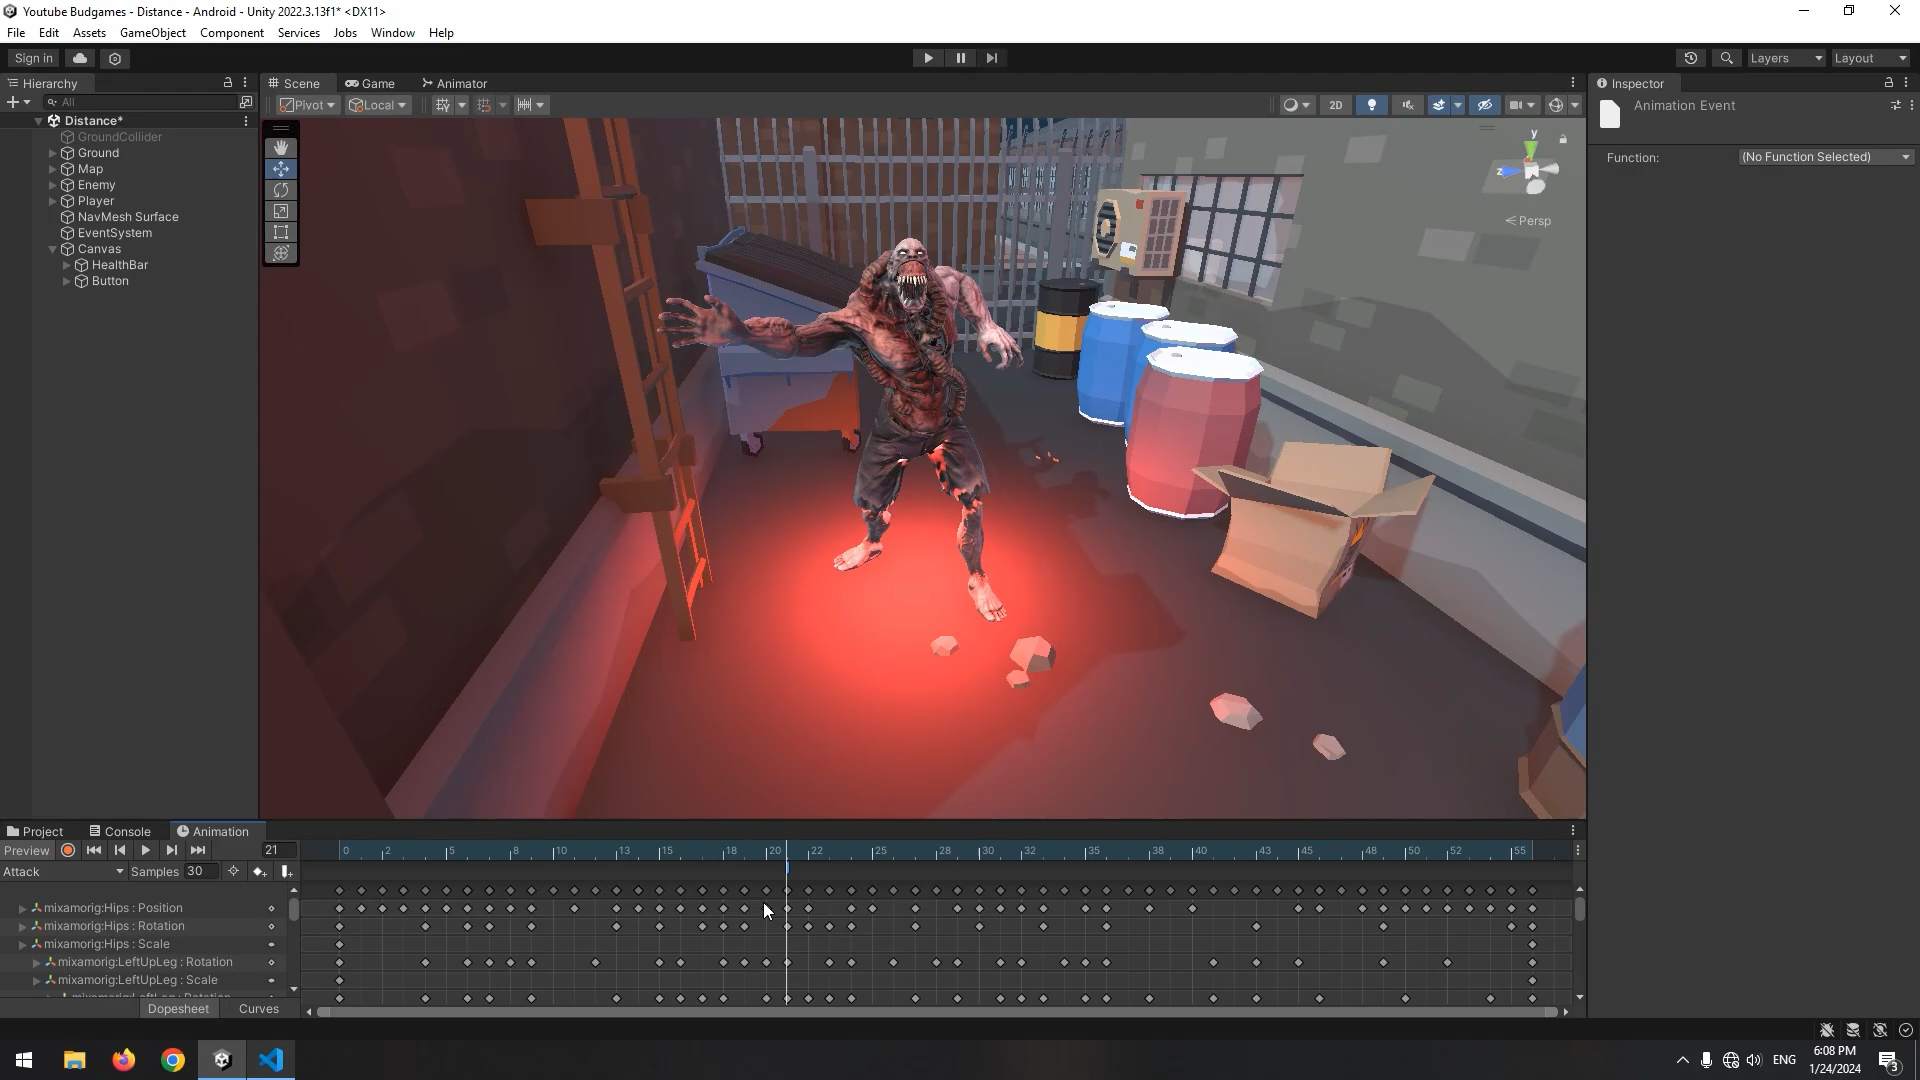 Youtube Budgames - Distance - Android - Unity 2022.3.13f1* <DX11>
File Edit Assets GameObject Component Services Jobs Window Help
Sign in
Layers Layout
Hierarchy
All
Distance*
GroundCollider
Ground
Map
Enemy
Player
NavMesh Surface
EventSystem
Canvas
HealthBar
Button
Scene Game Animator
Pivot Local
2D
y
z
Persp
Inspector
Animation Event
Function: (No Function Selected)
Project Console Animation
Preview 21
0 2 5 8 10 13 15 18 20 22 25 28 30 32 35 38 40 43 45 48 50 52 55
Attack Samples 30
mixamorig:Hips : Position
mixamorig:Hips : Rotation
mixamorig:Hips : Scale
mixamorig:LeftUpLeg : Rotation
mixamorig:LeftUpLeg : Scale
mixamorig:LeftLeg : Rotation
Dopesheet Curves
ENG
6:08 PM
1/24/2024
3